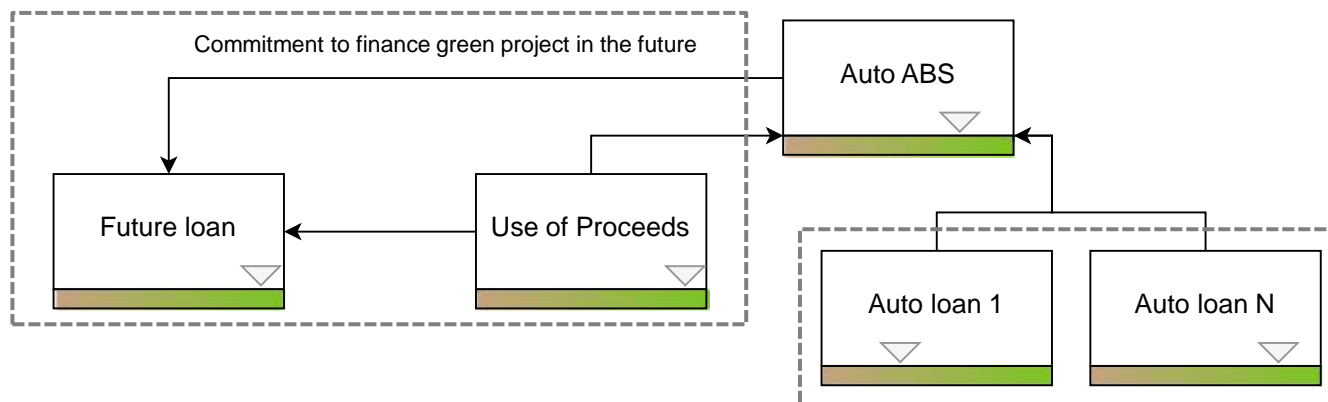 Commitment to finance green project in the future
Auto ABS
Future loan
Use of Proceeds
Auto loan 1
Auto loan N